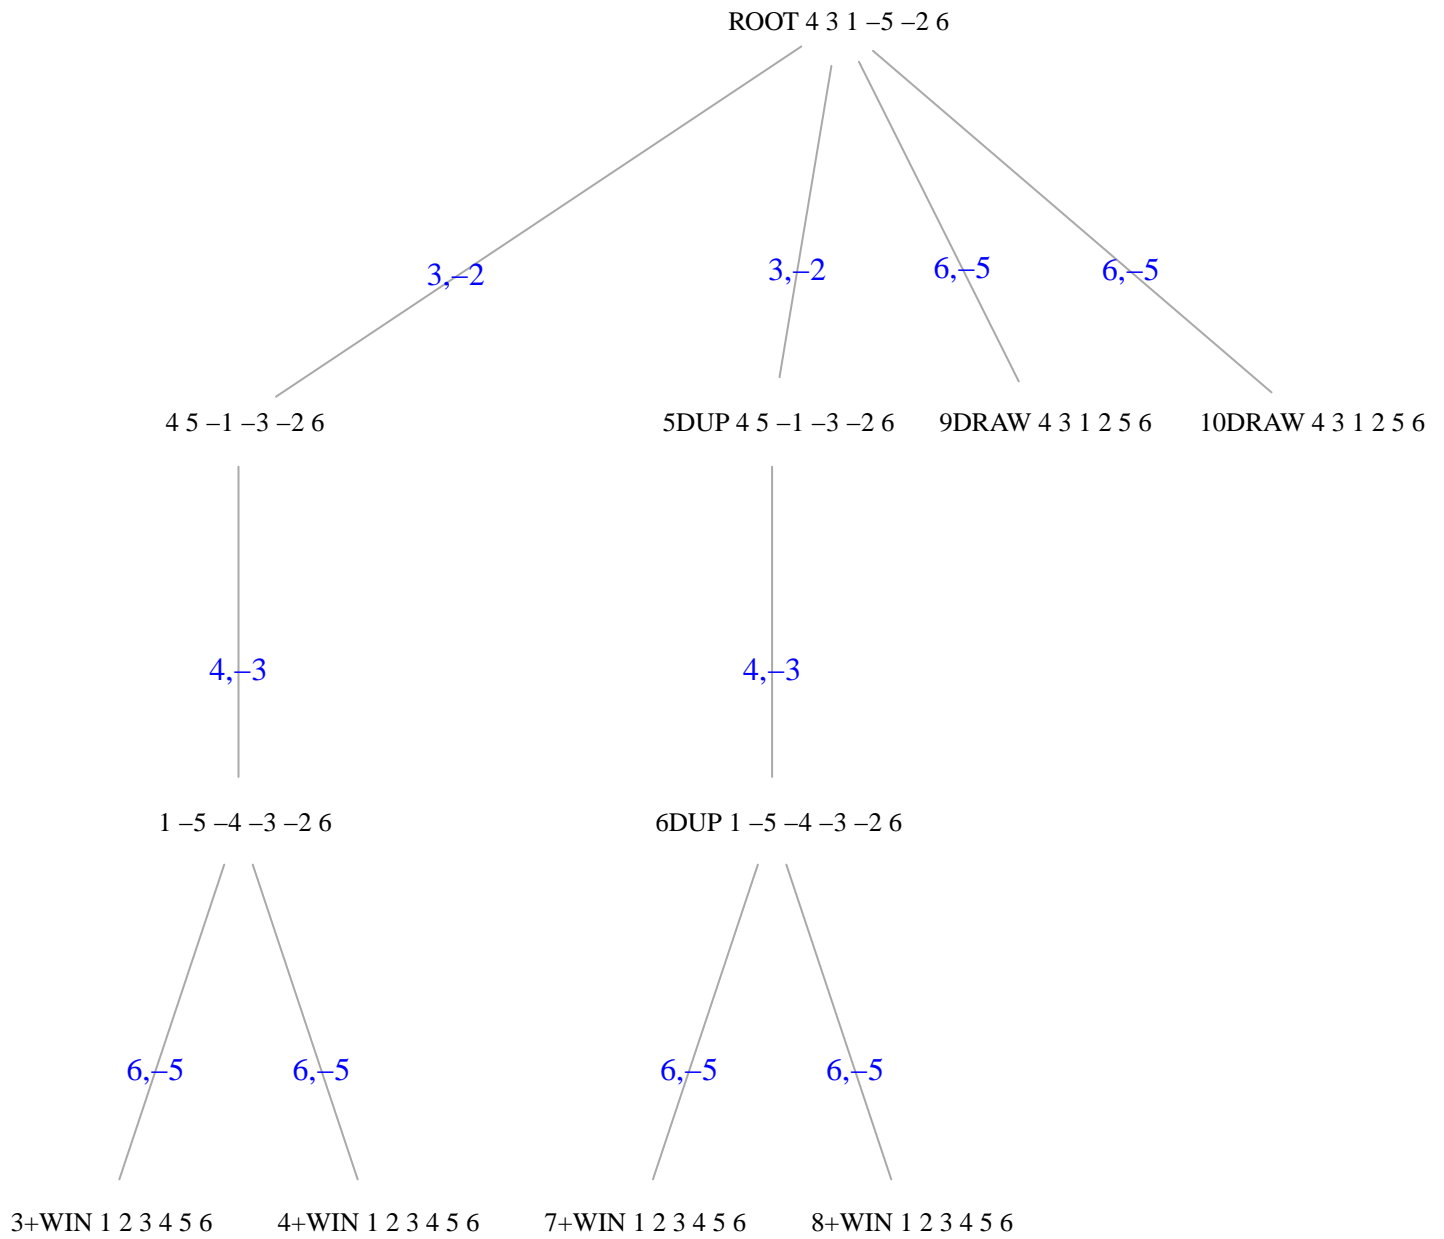 ROOT 4 3 1 –5 –2 6
3,–2
3,–2
6,–5
6,–5
4 5 –1 –3 –2 6
5DUP 4 5 –1 –3 –2 6
9DRAW 4 3 1 2 5 6
10DRAW 4 3 1 2 5 6
4,–3
4,–3
1 –5 –4 –3 –2 6
6DUP 1 –5 –4 –3 –2 6
6,–5
6,–5
6,–5
6,–5
3+WIN 1 2 3 4 5 6
4+WIN 1 2 3 4 5 6
7+WIN 1 2 3 4 5 6
8+WIN 1 2 3 4 5 6